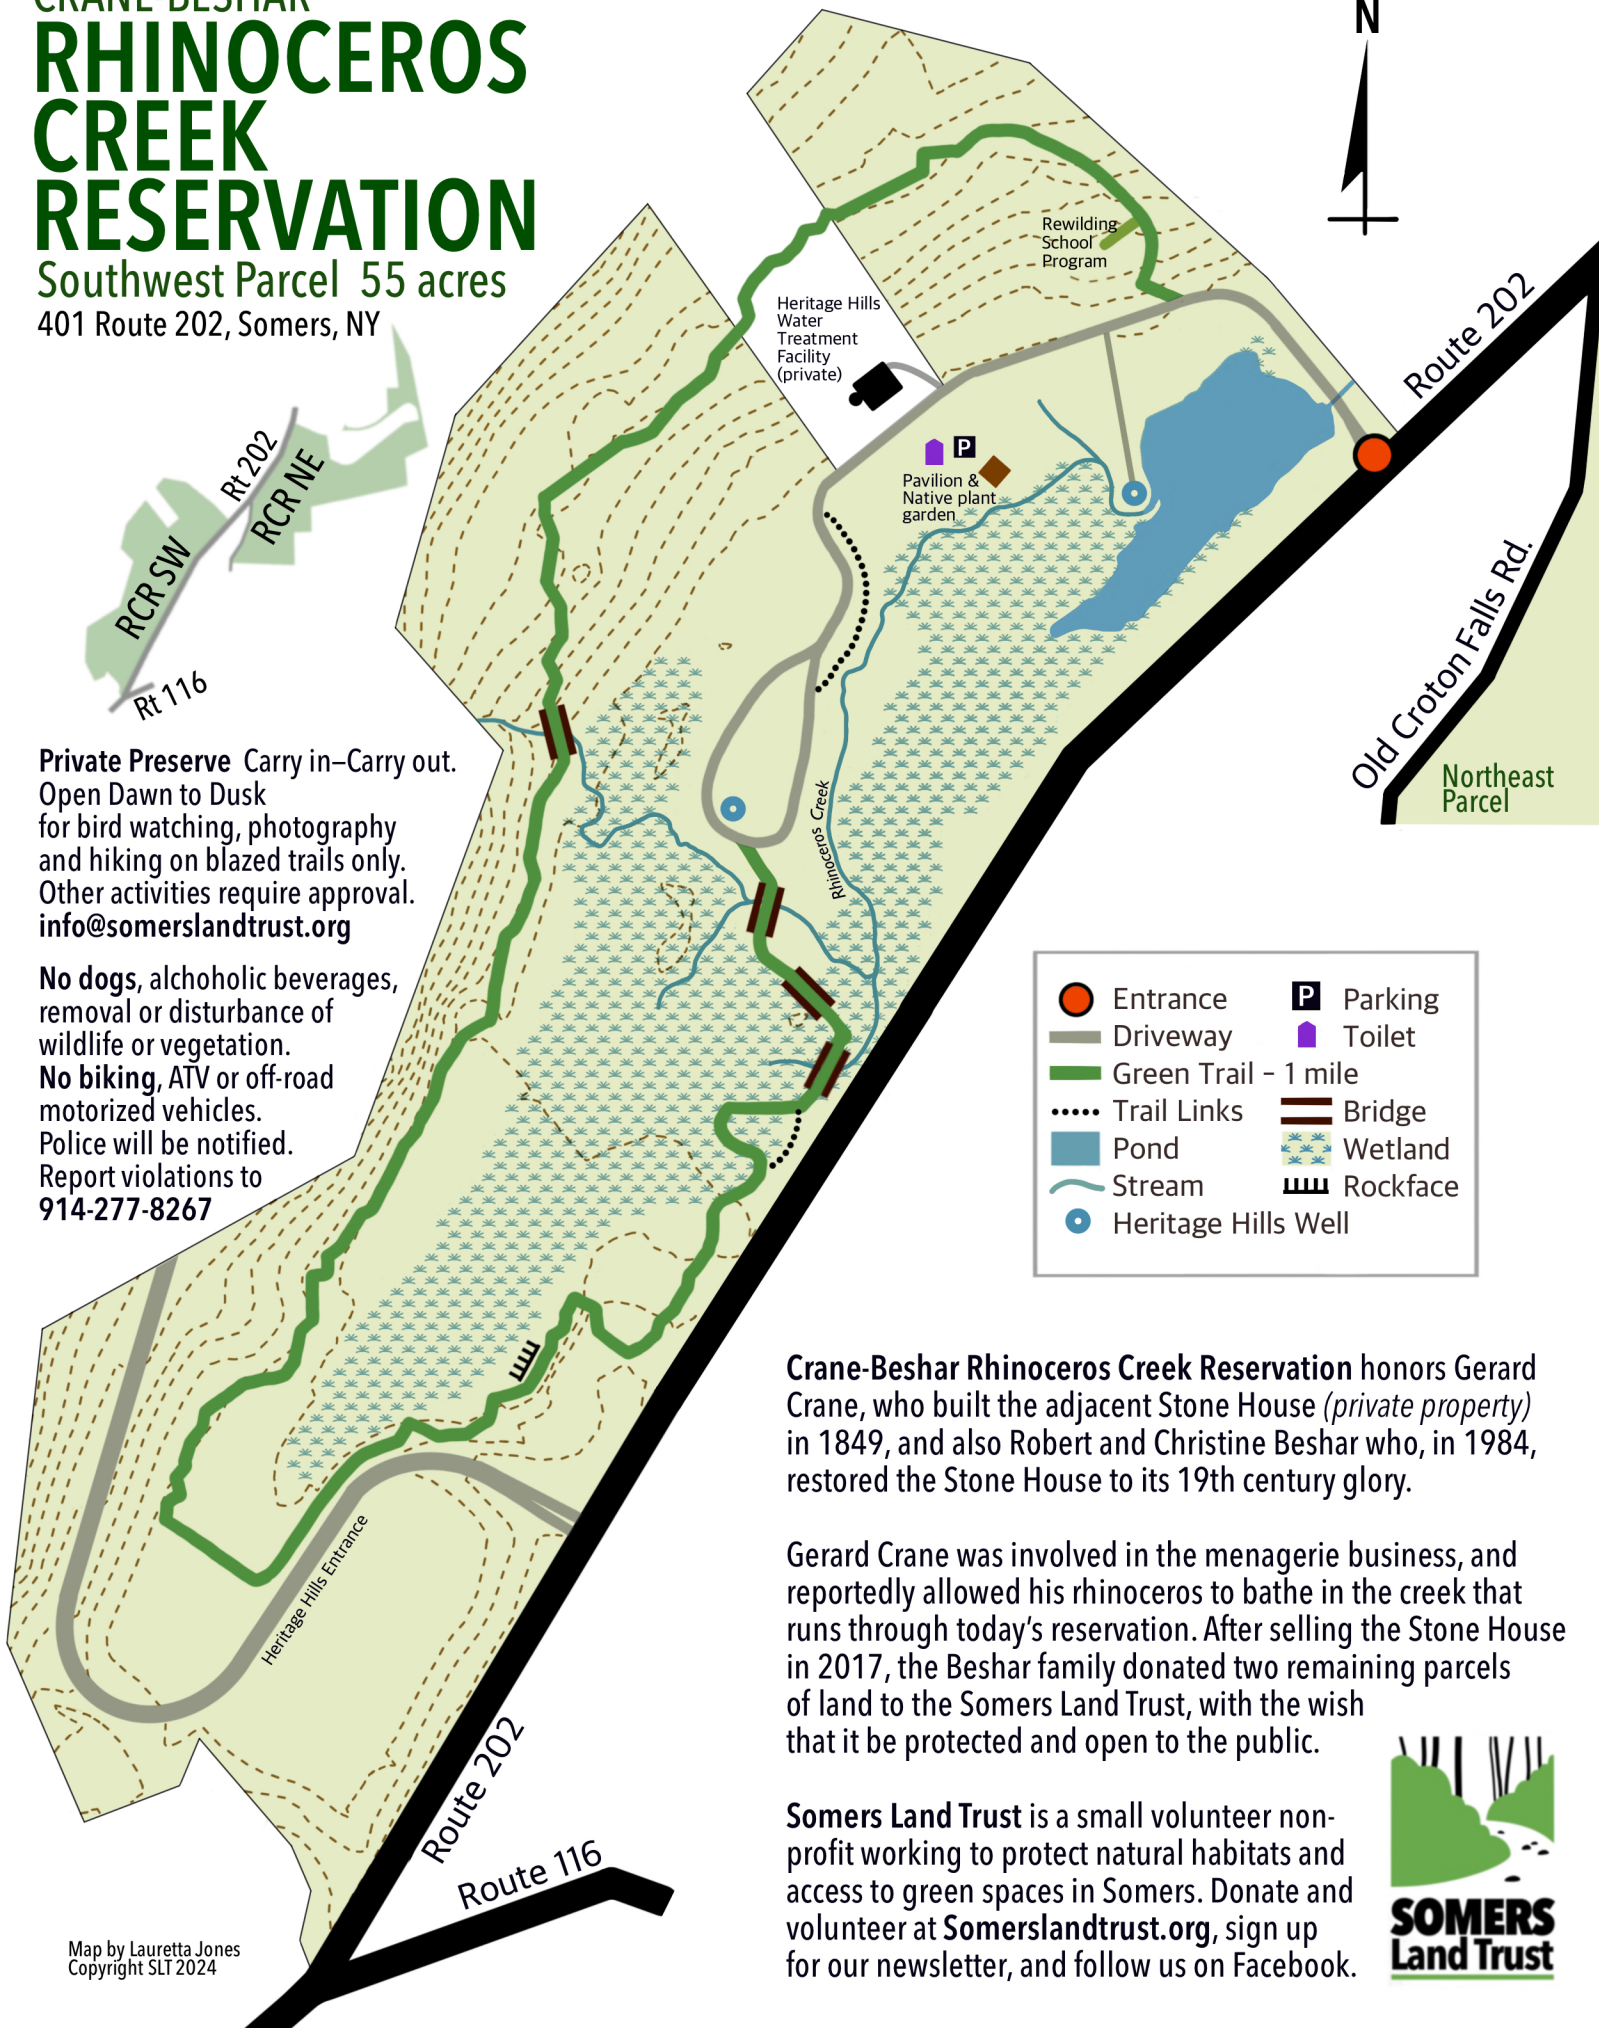 CRANE-BESHAR
RHINOCEROS
CREEK
RESERVATION
Southwest Parcel 55 acres
401 Route 202, Somers, NY
N
Rewilding
School
Program
Heritage Hills
Water
Treatment
Facility
(private)
Route 202
P
Pavilion &
Native plant
garden
Rt 202
RCR NE
RCR SW
Rt 116
Old Croton Falls Rd.
Northeast
Parcel
Rhinoceros Creek
Private Preserve Carry in–Carry out.
Open Dawn to Dusk
for bird watching, photography
and hiking on blazed trails only.
Other activities require approval.
info@somerslandtrust.org
No dogs, alchoholic beverages,
removal or disturbance of
wildlife or vegetation.
No biking, ATV or off-road
motorized vehicles.
Police will be notified.
Report violations to
914-277-8267
Entrance
P Parking
Driveway
Toilet
Green Trail – 1 mile
Trail Links
Bridge
Pond
Wetland
Stream
Rockface
Heritage Hills Well
Heritage Hills Entrance
Route 202
Route 116
Crane-Beshar Rhinoceros Creek Reservation honors Gerard
Crane, who built the adjacent Stone House (private property)
in 1849, and also Robert and Christine Beshar who, in 1984,
restored the Stone House to its 19th century glory.
Gerard Crane was involved in the menagerie business, and
reportedly allowed his rhinoceros to bathe in the creek that
runs through today's reservation. After selling the Stone House
in 2017, the Beshar family donated two remaining parcels
of land to the Somers Land Trust, with the wish
that it be protected and open to the public.
Somers Land Trust is a small volunteer non-
profit working to protect natural habitats and
access to green spaces in Somers. Donate and
volunteer at Somerslandtrust.org, sign up
for our newsletter, and follow us on Facebook.
SOMERS
Land Trust
Map by Lauretta Jones
Copyright SLT 2024